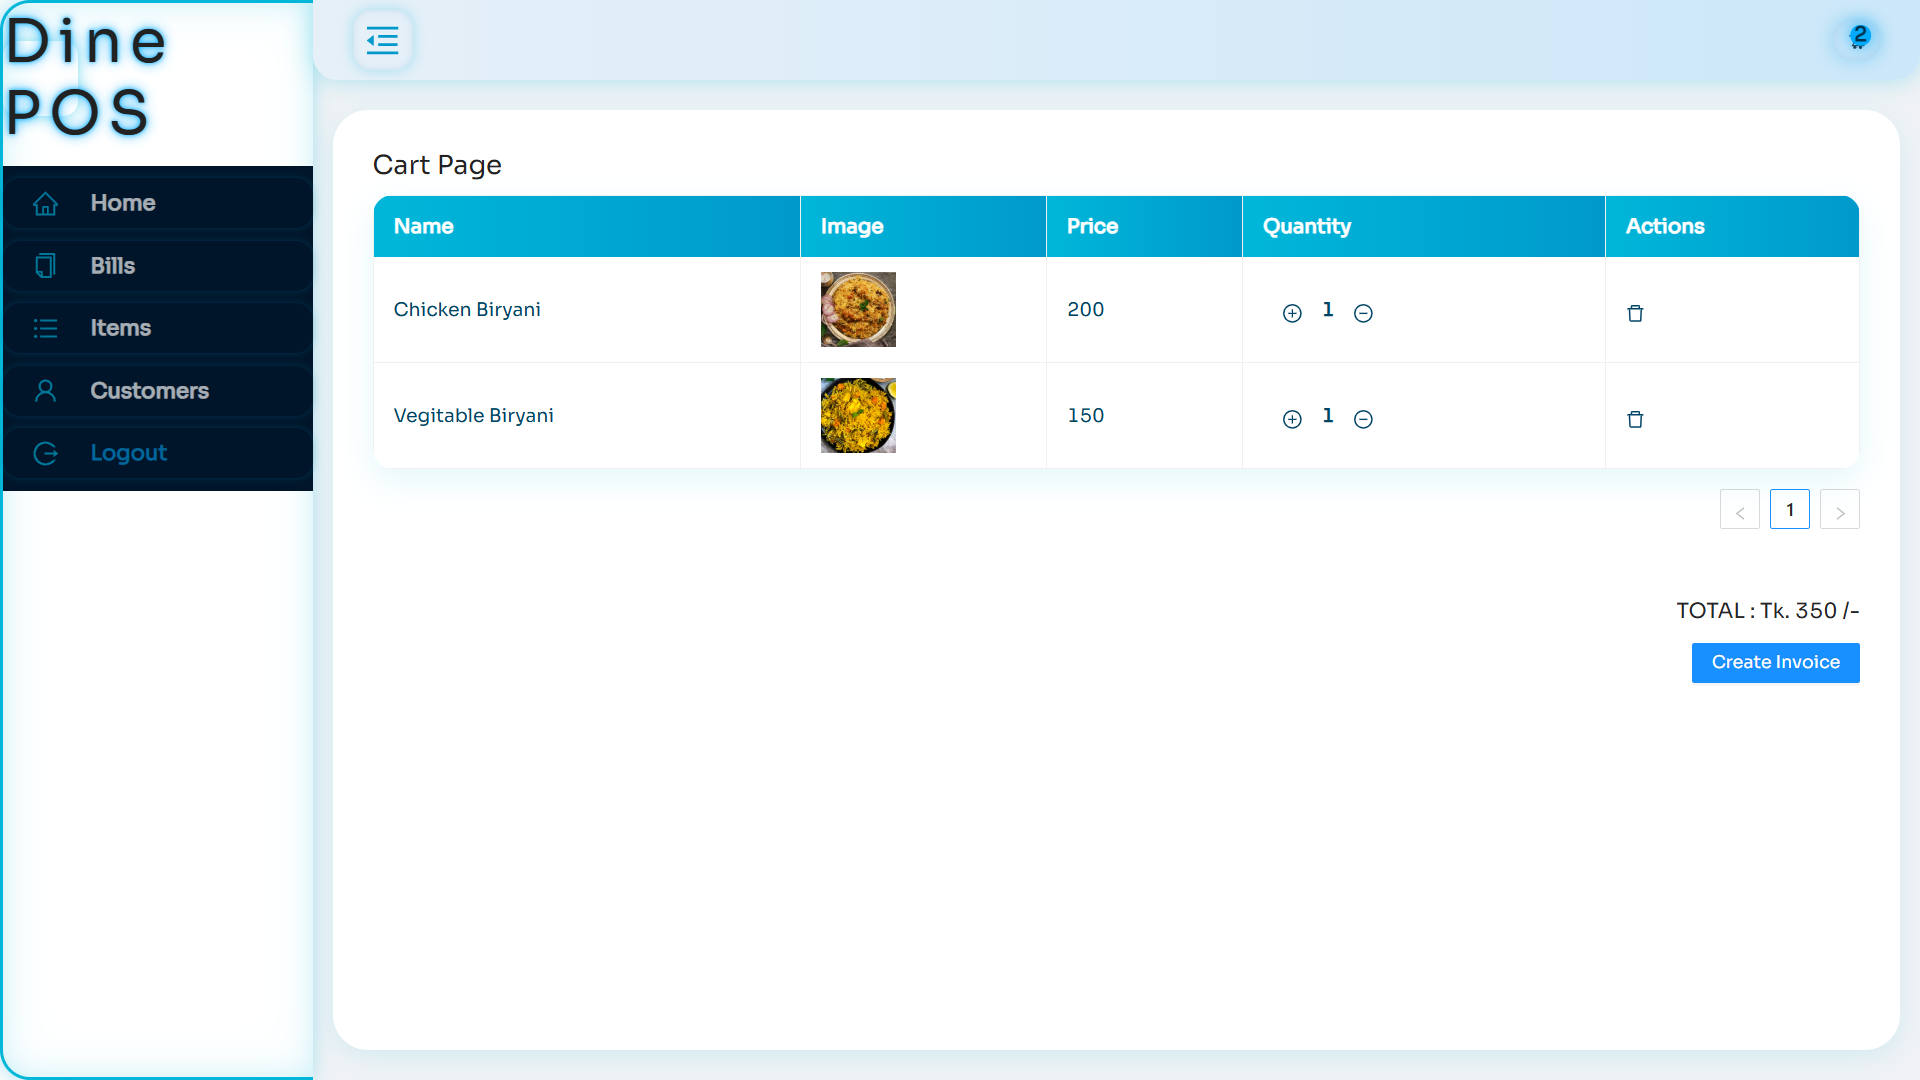 Dine
POS
2
Home
Bills
Items
Customers
Logout
Cart Page
Name Image Price Quantity Actions
Chicken Biryani 200 1
Vegitable Biryani 150 1
< 1 >
TOTAL : Tk. 350 /-
Create Invoice